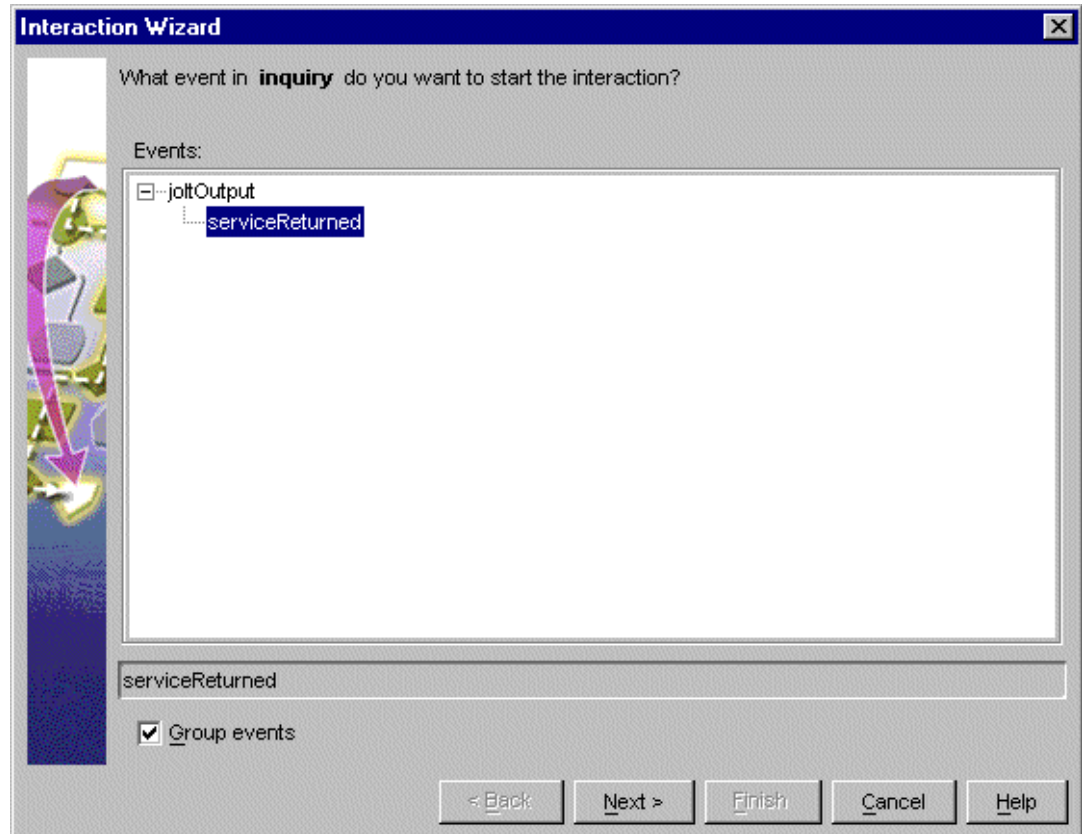 Interaction Wizard
What event in inquiry do you want to start the interaction?
Events:
joltOutput
serviceReturned
serviceReturned
Group events
< Back Next > Finish Cancel Help